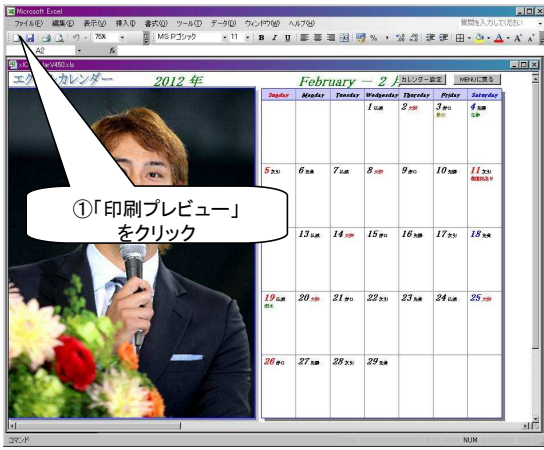 Microsoft Excel
ファイル(F) 編集(E) 表示(V) 挿入(I) 書式(O) ツール(T) データ(D) ウィンドウ(W) ヘルプ(H)
質問を入力してください
75% MS Pゴシック 11 B I U
A2
2012 年 February － 2 月
カレンダー設定 MENUに戻る
Sunday Monday Tuesday Wednesday Thursday Friday Saturday
1 仏滅 2 大安 3 赤口 4 先勝
節分 立春
5 友引 6 先負 7 仏滅 8 大安 9 赤口 10 先勝 11 友引
建国記念日
①「印刷プレビュー」
をクリック
13 仏滅 14 大安 15 赤口 16 先勝 17 友引 18 先負
19 仏滅 20 大安 21 赤口 22 友引 23 先負 24 仏滅 25 大安
雨水
26 赤口 27 先勝 28 友引 29 先負
コマンド NUM